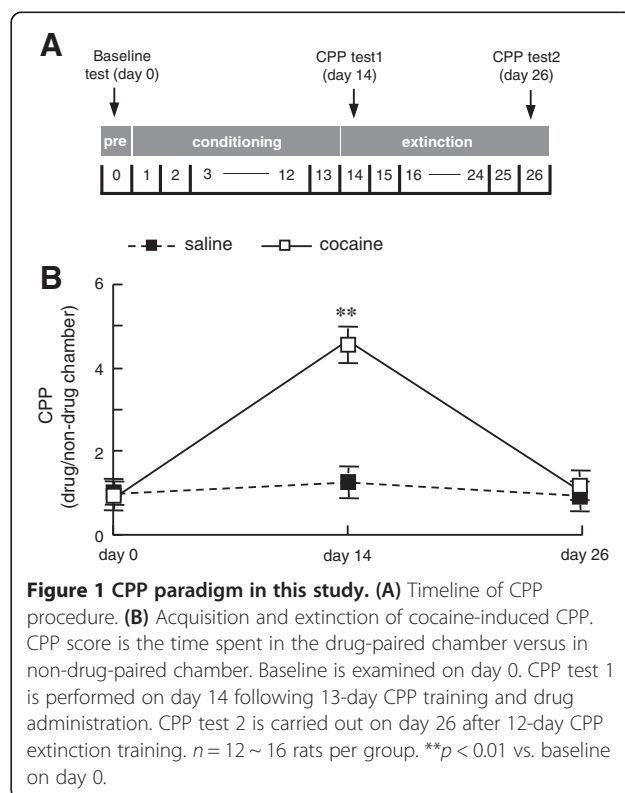 A
Baseline
test (day 0)
CPP test1
(day 14)
CPP test2
(day 26)
pre conditioning extinction
0 1 2 3 — 12 13 14 15 16 — 24 25 26
saline cocaine
B
6
4
2
0
CPP
(drug/non-drug chamber)
**
day 0 day 14 day 26
Figure 1 CPP paradigm in this study. (A) Timeline of CPP
procedure. (B) Acquisition and extinction of cocaine-induced CPP.
CPP score is the time spent in the drug-paired chamber versus in
non-drug-paired chamber. Baseline is examined on day 0. CPP test 1
is performed on day 14 following 13-day CPP training and drug
administration. CPP test 2 is carried out on day 26 after 12-day CPP
extinction training. n = 12 ~ 16 rats per group. **p < 0.01 vs. baseline
on day 0.